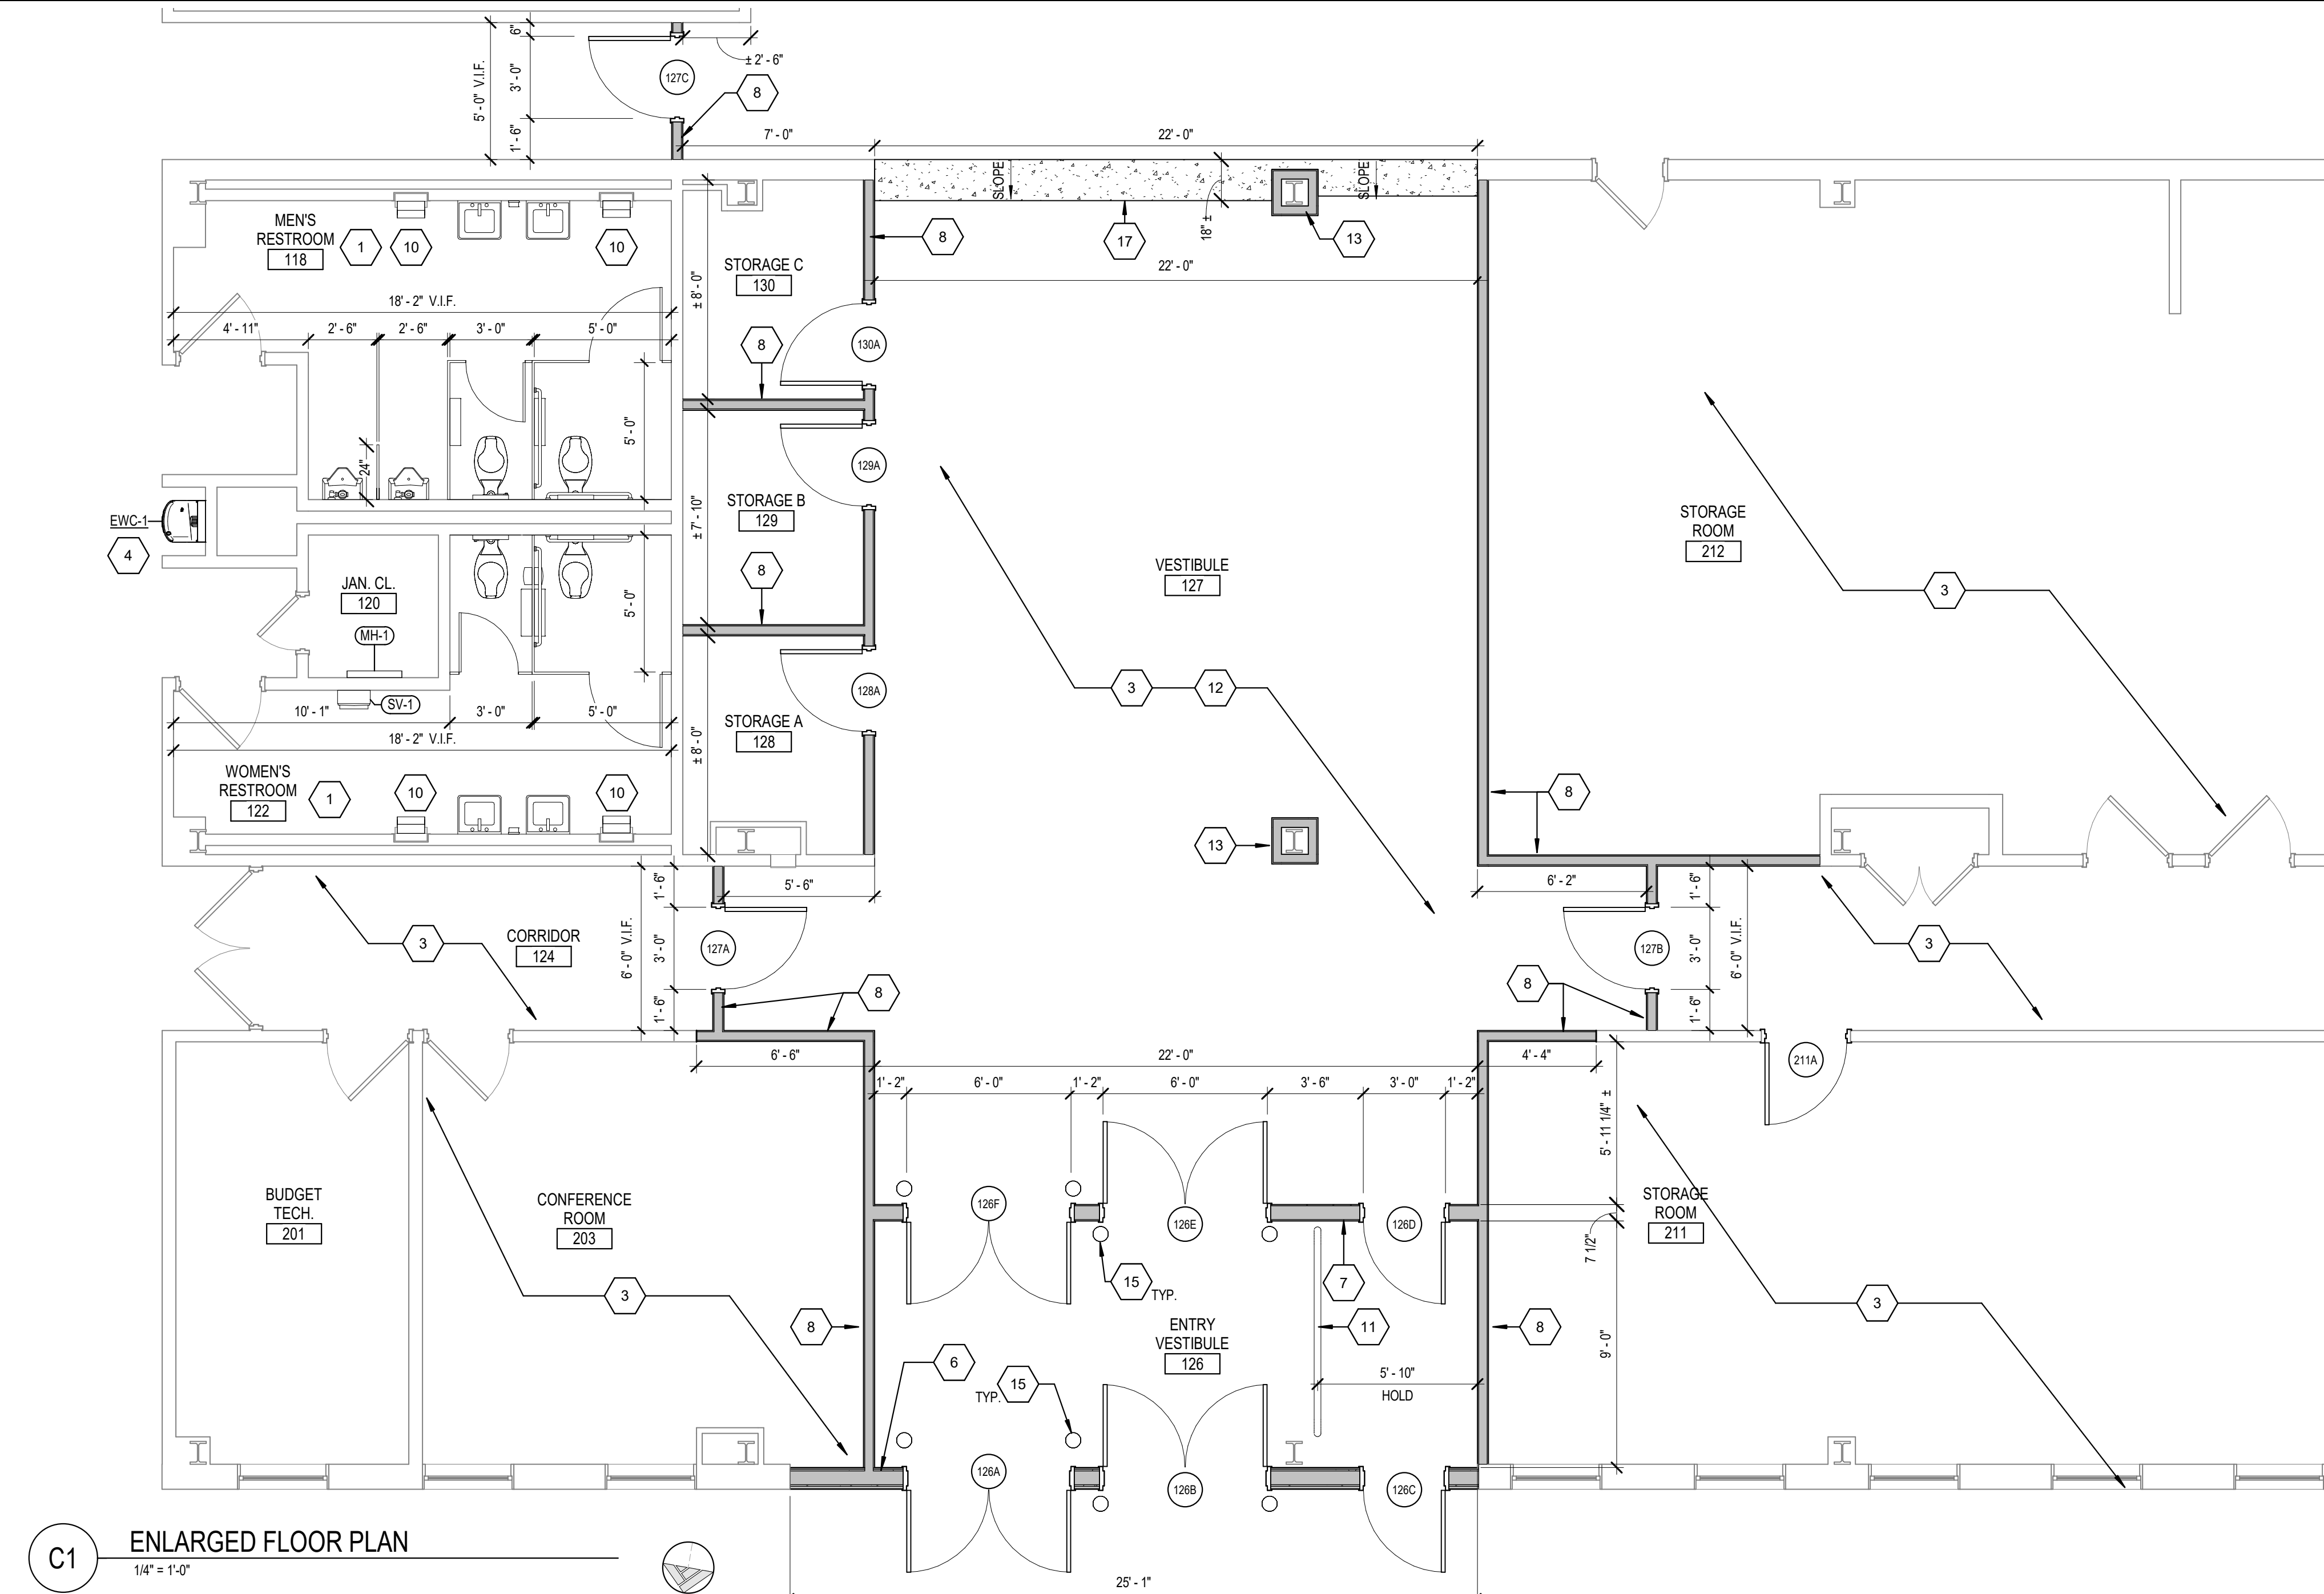 6"
3' - 0"
1' - 6"
5' - 0" V.I.F.
± 2' - 6"
127C
8
7' - 0"
22' - 0"
SLOPE
SLOPE
18" ±
17
13
8
22' - 0"
MEN'S
RESTROOM
118
1
10
10
18' - 2" V.I.F.
4' - 11"
2' - 6"
2' - 6"
3' - 0"
5' - 0"
24"
5' - 0"
STORAGE C
130
± 8' - 0"
8
130A
129A
STORAGE B
129
± 7' - 10"
8
EWC-1
4
JAN. CL.
120
MH-1
SV-1
5' - 0"
10' - 1"
3' - 0"
5' - 0"
18' - 2" V.I.F.
128A
STORAGE A
128
± 8' - 0"
WOMEN'S
RESTROOM
122
1
10
10
VESTIBULE
127
3
12
13
STORAGE
ROOM
212
3
8
5' - 6"
6' - 2"
1' - 6"
3' - 0"
1' - 6"
6' - 0" V.I.F.
CORRIDOR
124
3
127A
8
127B
8
1' - 6"
3' - 0"
1' - 6"
6' - 0" V.I.F.
3
6' - 6"
22' - 0"
4' - 4"
1' - 2"
6' - 0"
1' - 2"
6' - 0"
3' - 6"
3' - 0"
1' - 2"
211A
5' - 11 1/4" ±
7 1/2"
9' - 0"
BUDGET
TECH.
201
CONFERENCE
ROOM
203
3
8
6
126F
126E
126D
15
TYP.
7
ENTRY
VESTIBULE
126
11
8
5' - 10"
HOLD
15
TYP.
STORAGE
ROOM
211
3
126A
126B
126C
25' - 1"
C1
ENLARGED FLOOR PLAN
1/4" = 1'-0"